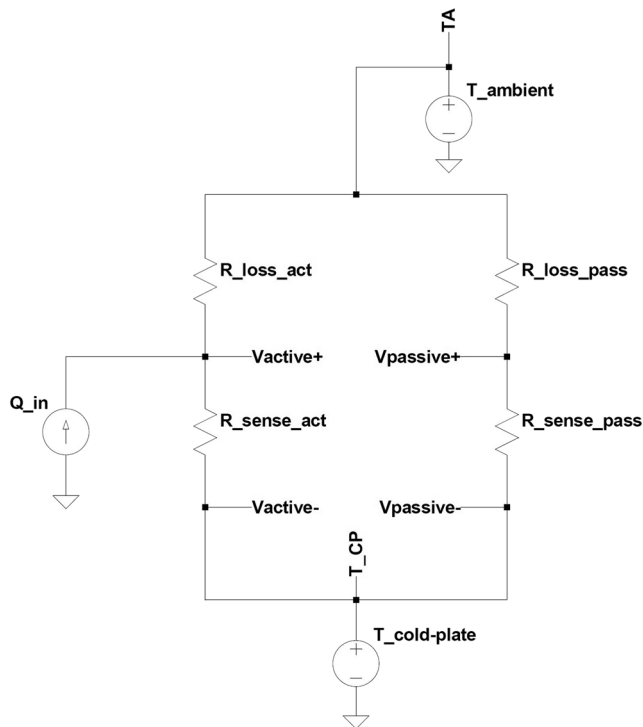 TA
T_ambient
R_loss_act
R_loss_pass
Vactive+
Vpassive+
Q_in
R_sense_act
R_sense_pass
Vactive-
Vpassive-
T_CP
T_cold-plate